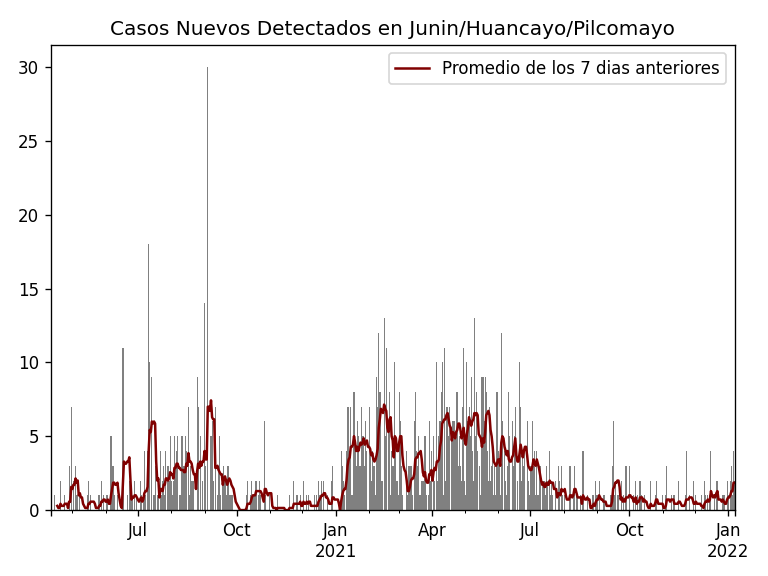 Casos Nuevos Detectados en Junin/Huancayo/Pilcomayo
Promedio de los 7 dias anteriores
30
25
20
15
10
5
0
Jul Oct Jan Apr Jul Oct Jan
2021 2022